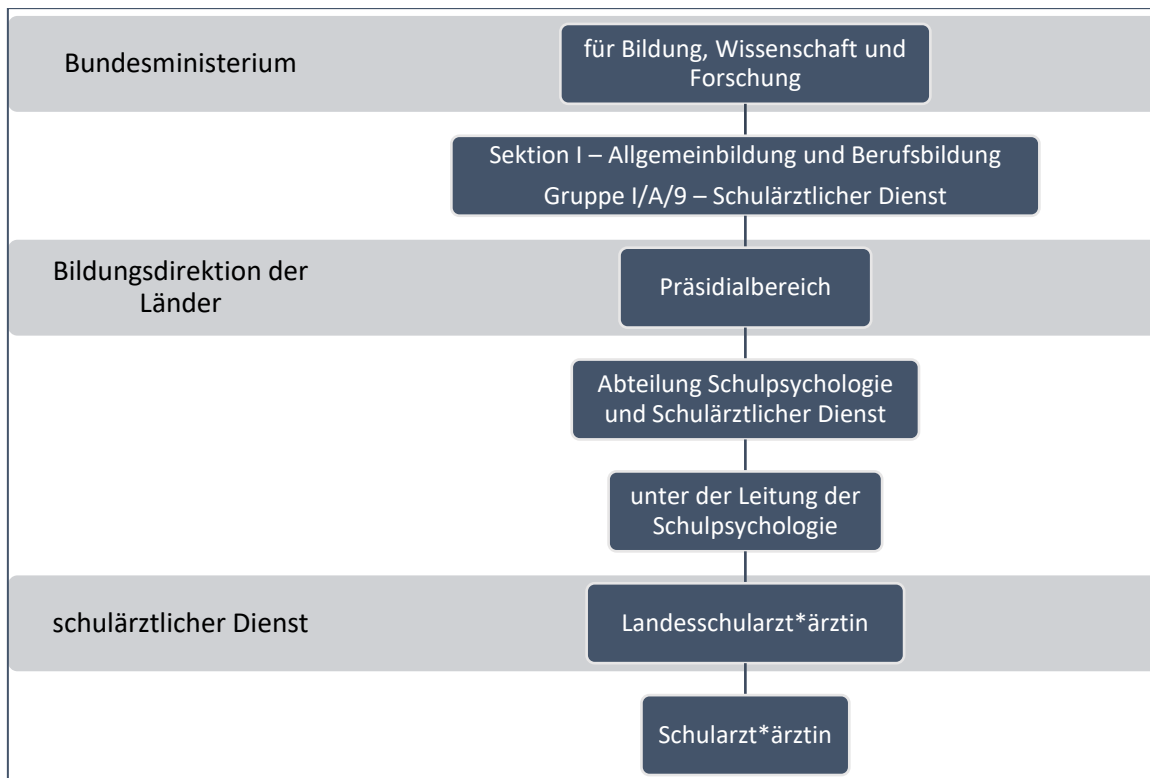 Bundesministerium
für Bildung, Wissenschaft und
Forschung
Sektion I – Allgemeinbildung und Berufsbildung
Gruppe I/A/9 – Schulärztlicher Dienst
Bildungsdirektion der
Länder
Präsidialbereich
Abteilung Schulpsychologie
und Schulärztlicher Dienst
unter der Leitung der
Schulpsychologie
schulärztlicher Dienst
Landesschularzt*ärztin
Schularzt*ärztin